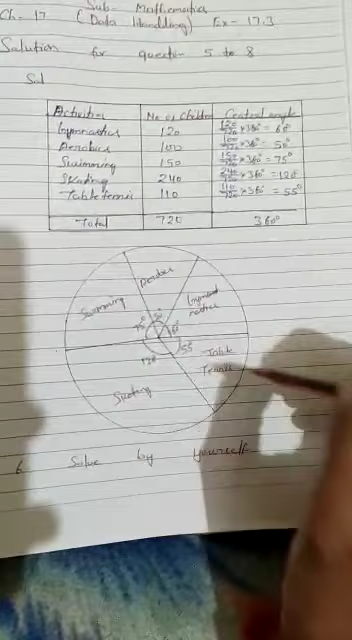 Sub- Mathematics
Ch- 17 (Data Handling) Ex- 17.3
Solution for question 5 to 8
Sol
Activities No of Children Central angle
Gymnastics 120 120/720 × 360° = 60°
Aerobics 100 100/720 × 360° = 50°
Swimming 150 150/720 × 360° = 75°
Skating 240 240/720 × 360° = 120°
Table tennis 110 110/720 × 360° = 55°
Total 720 360°
Aerobics
Swimming
Gymnastics
75° 50° 60°
120° 55°
Table
Tennis
Skating
6. Solve by yourself